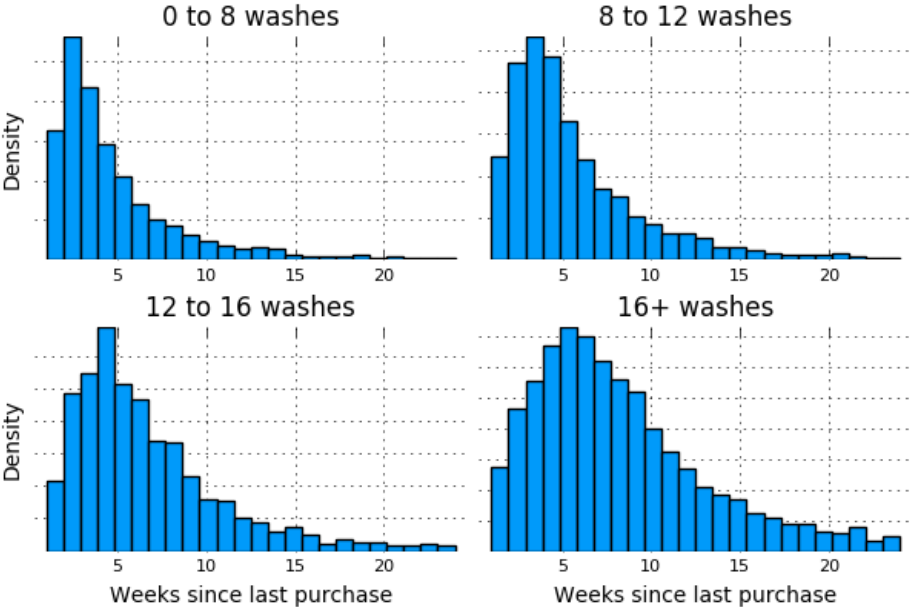 0 to 8 washes
8 to 12 washes
Density
5 10 15 20
5 10 15 20
12 to 16 washes
16+ washes
Density
5 10 15 20
5 10 15 20
Weeks since last purchase
Weeks since last purchase